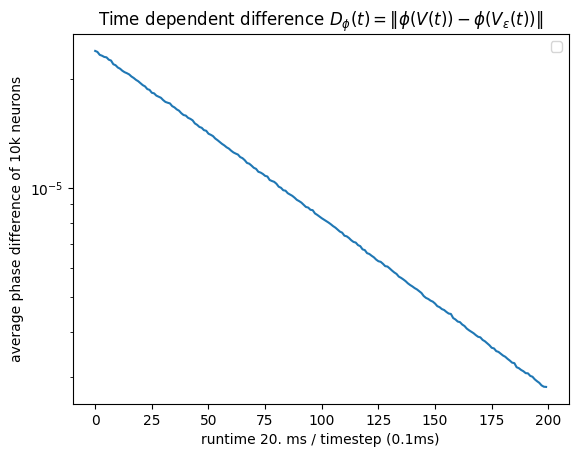 Time dependent difference $D_\phi(t) = \|\phi(V(t)) - \phi(V_\varepsilon(t))\|$
average phase difference of 10k neurons
10⁻⁵
0 25 50 75 100 125 150 175 200
runtime 20. ms / timestep (0.1ms)